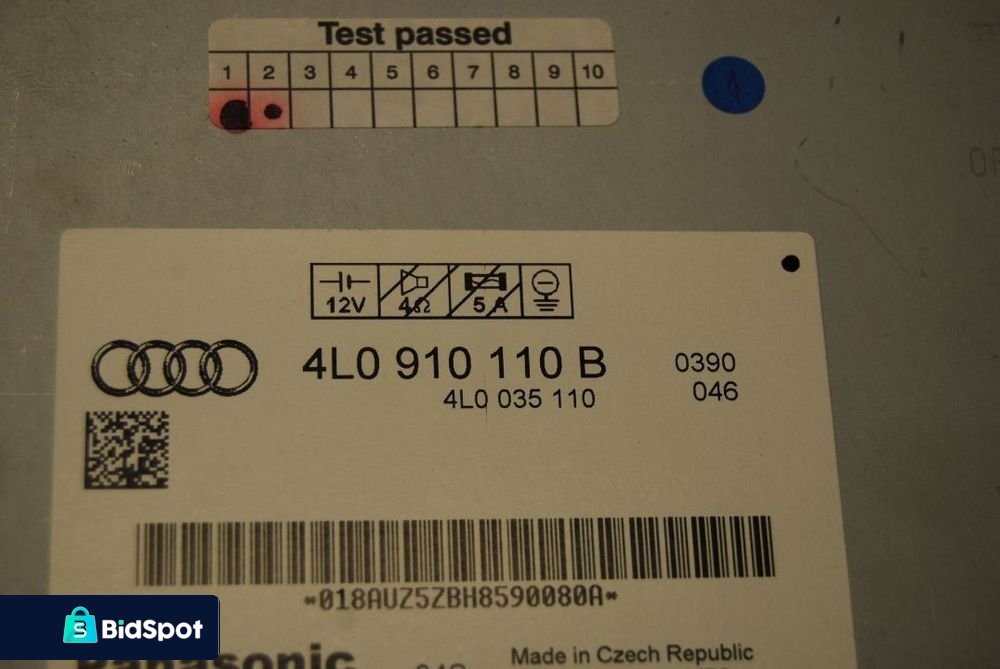 Test passed
1 2 3 4 5 6 7 8 9 10
12V 4Ω 5 A
4L0 910 110 B 0390
4L0 035 110 046
*018AUZ5ZBH8590080A*
Panasonic
Made in Czech Republic
BidSpot